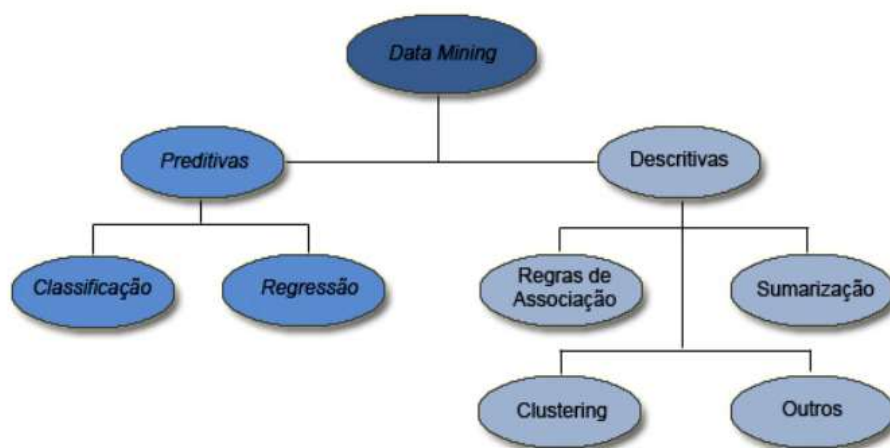 Data Mining
Preditivas
Descritivas
Classificação
Regressão
Regras de
Associação
Sumarização
Clustering
Outros